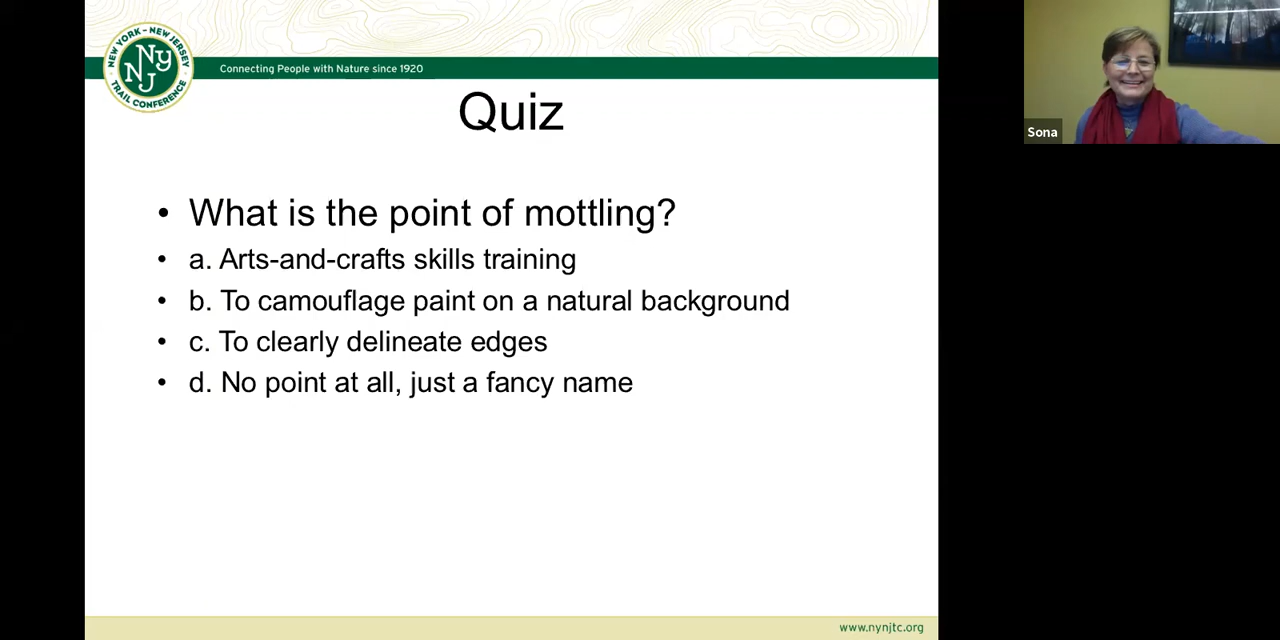 NEW YORK - NEW JERSEY
NY
NJ
TRAIL CONFERENCE
Connecting People with Nature since 1920
Quiz
• What is the point of mottling?
• a. Arts-and-crafts skills training
• b. To camouflage paint on a natural background
• c. To clearly delineate edges
• d. No point at all, just a fancy name
www.nynjtc.org
Sona